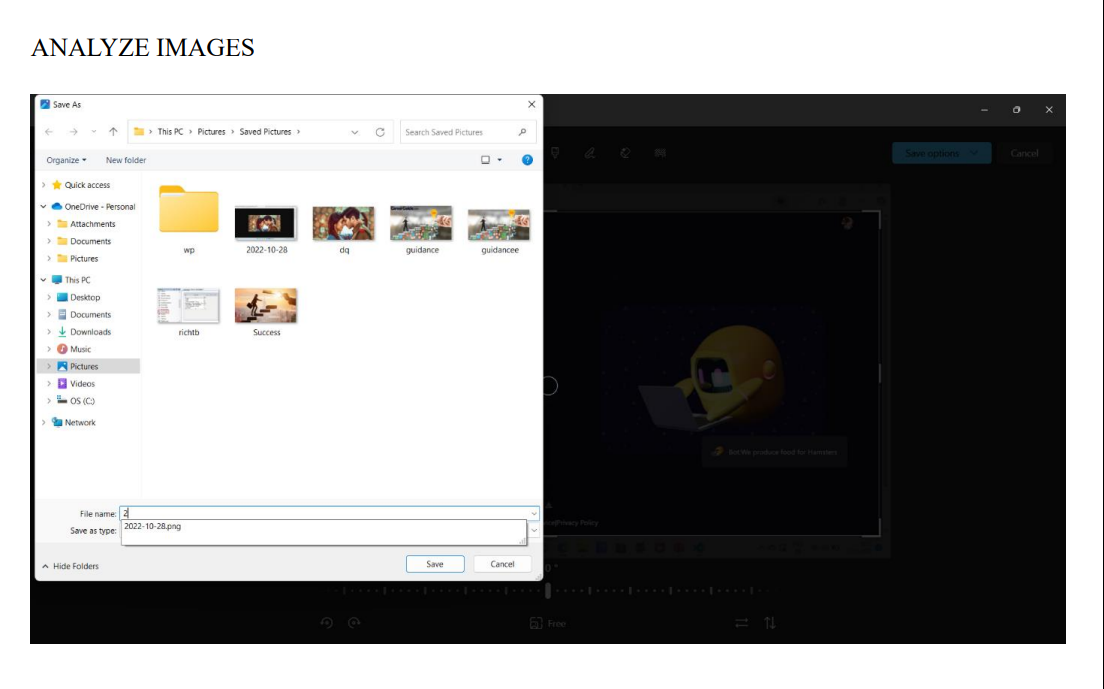 ANALYZE IMAGES
Save As
This PC > Pictures > Saved Pictures >
Search Saved Pictures
Organize
New folder
Quick access
OneDrive - Personal
Attachments
Documents
Pictures
This PC
Desktop
Documents
Downloads
Music
Pictures
Videos
OS (C:)
Network
wp
2022-10-28
dq
guidance
guidancee
richtb
Success
File name: 2
Save as type:
2022-10-28.png
Hide Folders
Save
Cancel
Save options
Cancel
But We produce food for Hamsters
Privacy Policy
0°
Free